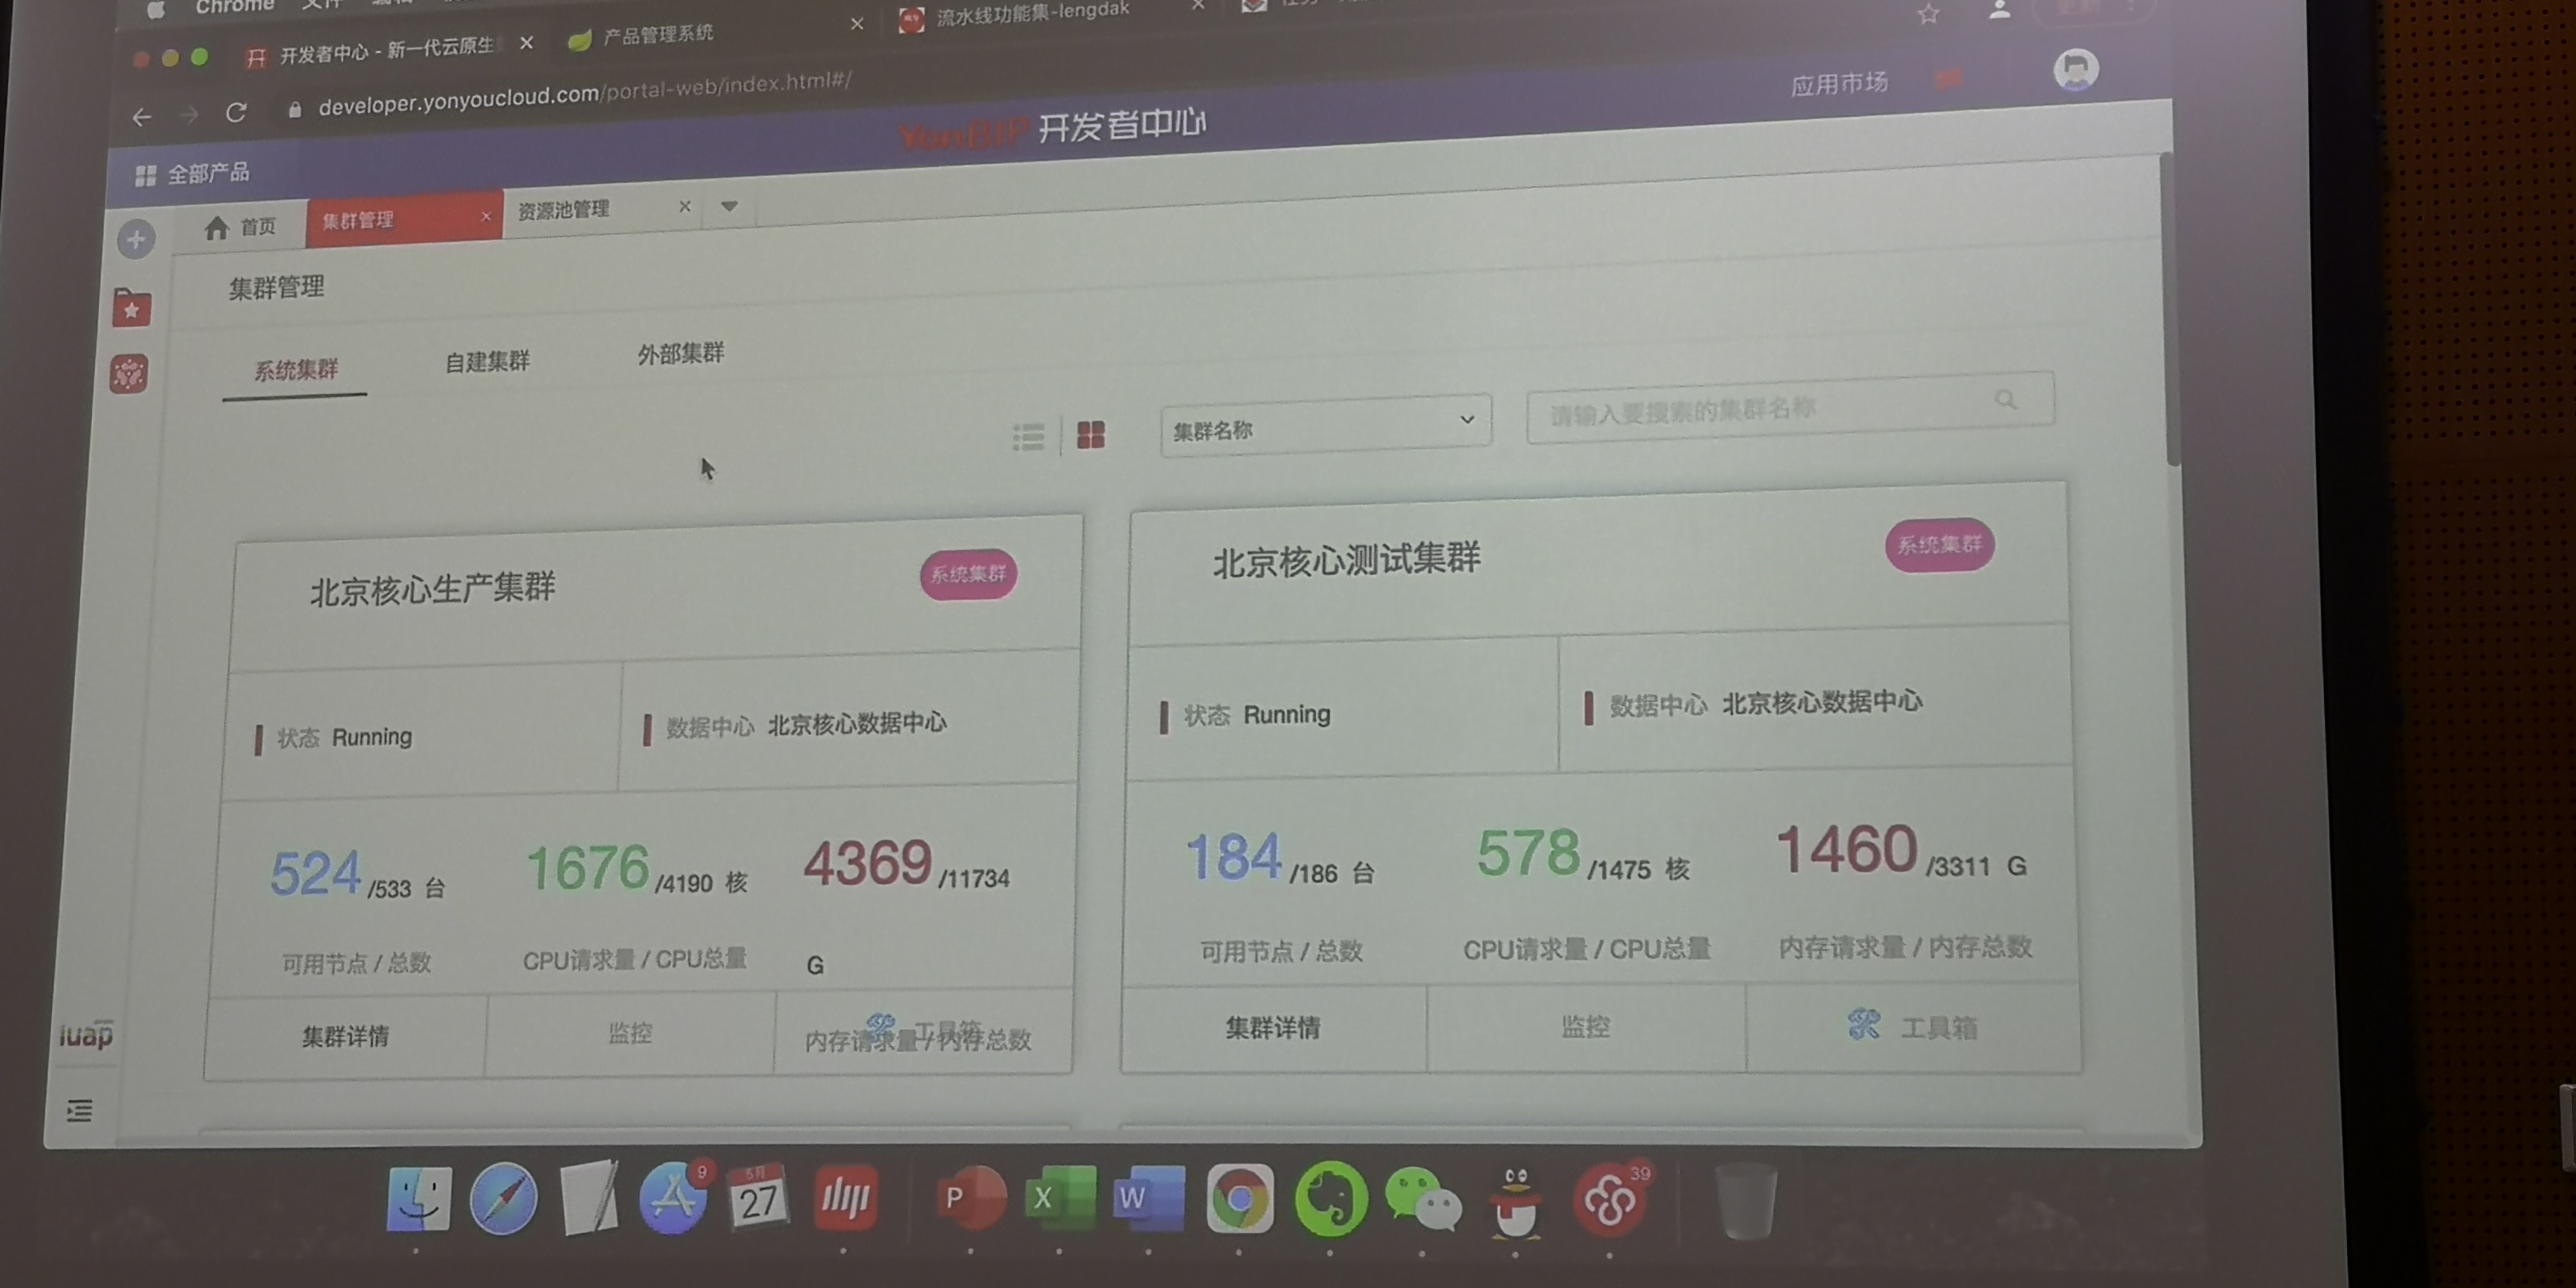 Chrome 文件
开发者中心 - 新一代云原生
产品管理系统
流水线功能集-lengdak
developer.yonyoucloud.com/portal-web/index.html#/
全部产品
YonBIP 开发者中心
应用市场
首页
集群管理
资源池管理
集群管理
系统集群
自建集群
外部集群
集群名称
请输入要搜索的集群名称
北京核心生产集群
系统集群
状态 Running
数据中心 北京核心数据中心
524 /533 台
1676 /4190 核
4369 /11734
G
可用节点 / 总数
CPU请求量 / CPU总量
内存请求量 / 内存总数
集群详情
监控
工具箱
北京核心测试集群
系统集群
状态 Running
数据中心 北京核心数据中心
184 /186 台
578 /1475 核
1460 /3311 G
可用节点 / 总数
CPU请求量 / CPU总量
内存请求量 / 内存总数
集群详情
监控
工具箱
iuap
9
5月
27
P
X
W
39